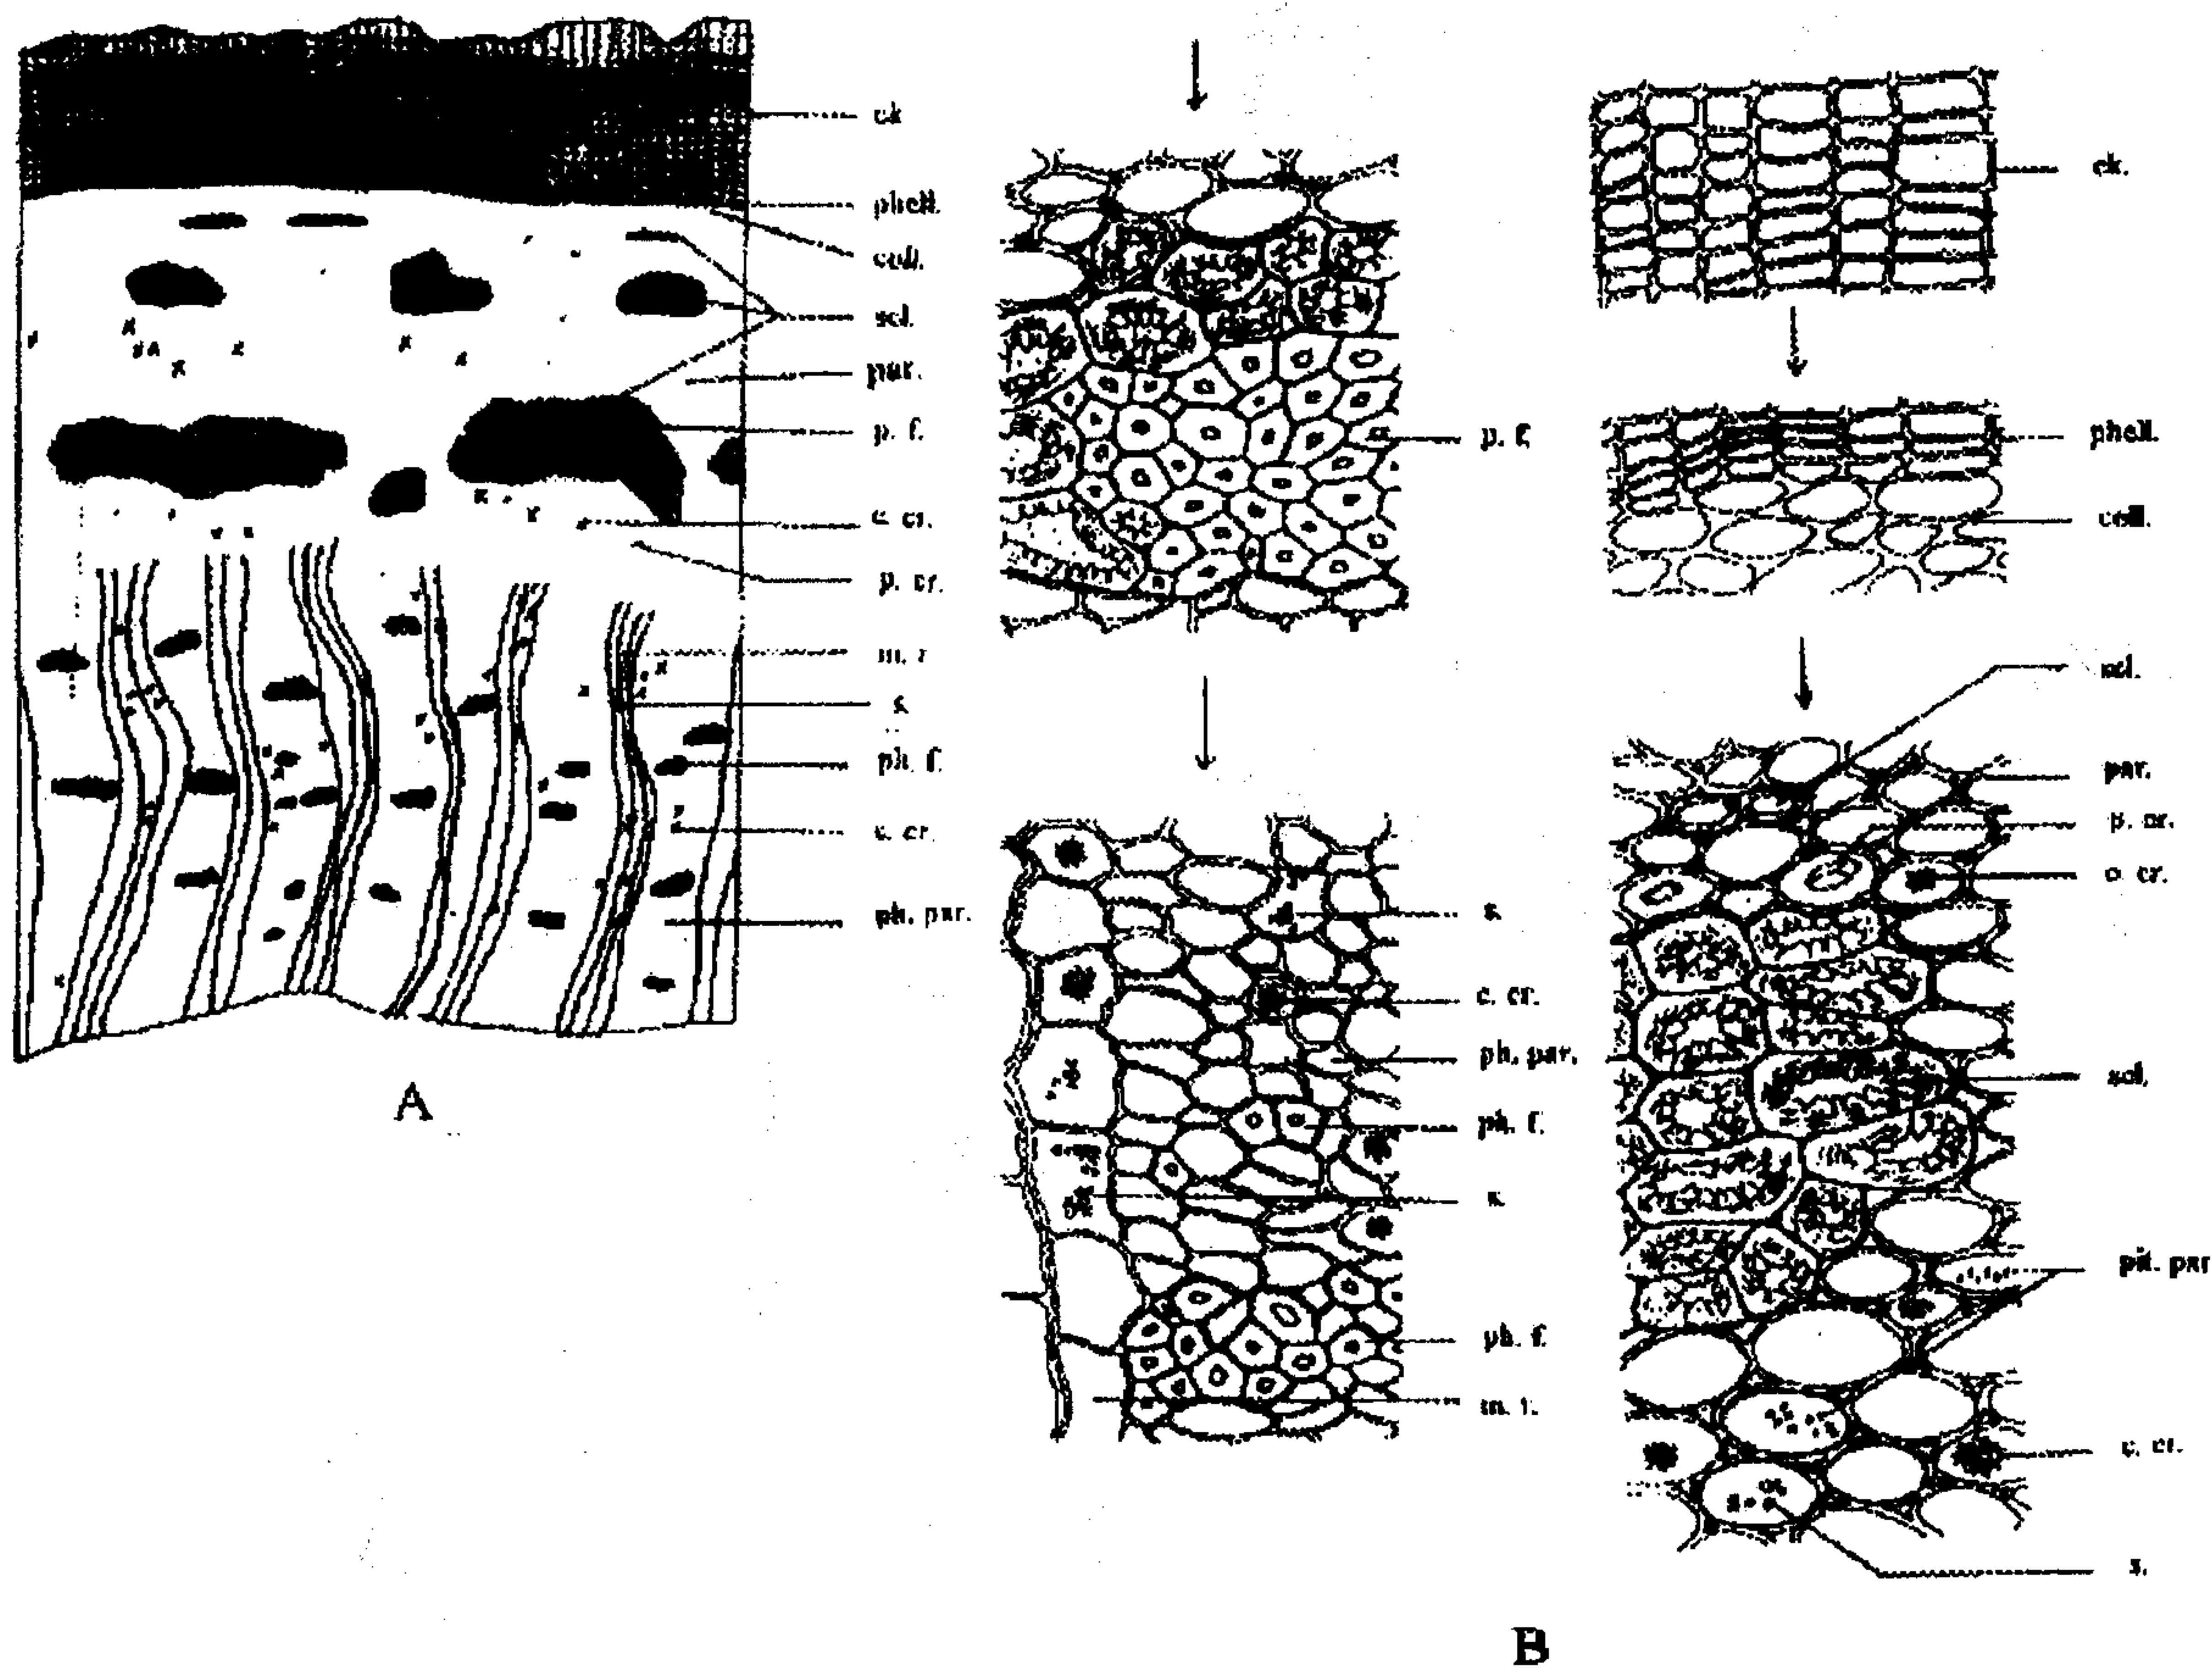 ck
phell.
coll.
scl.
par.
p. f.
c. cr.
p. cr.
m. r
s.
ph. f.
c. cr.
ph. par.
A
p. f.
s.
c. cr.
ph. par.
ph. f.
s.
ph. f.
m. r.
ck.
phell.
coll.
scl.
par.
p. cr.
c. cr.
scl.
pit. par
c. cr.
s.
B